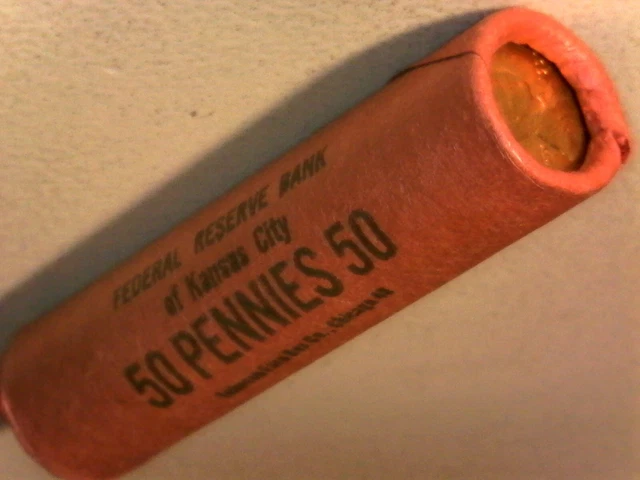 FEDERAL RESERVE BANK
of Kansas City
50 PENNIES 50